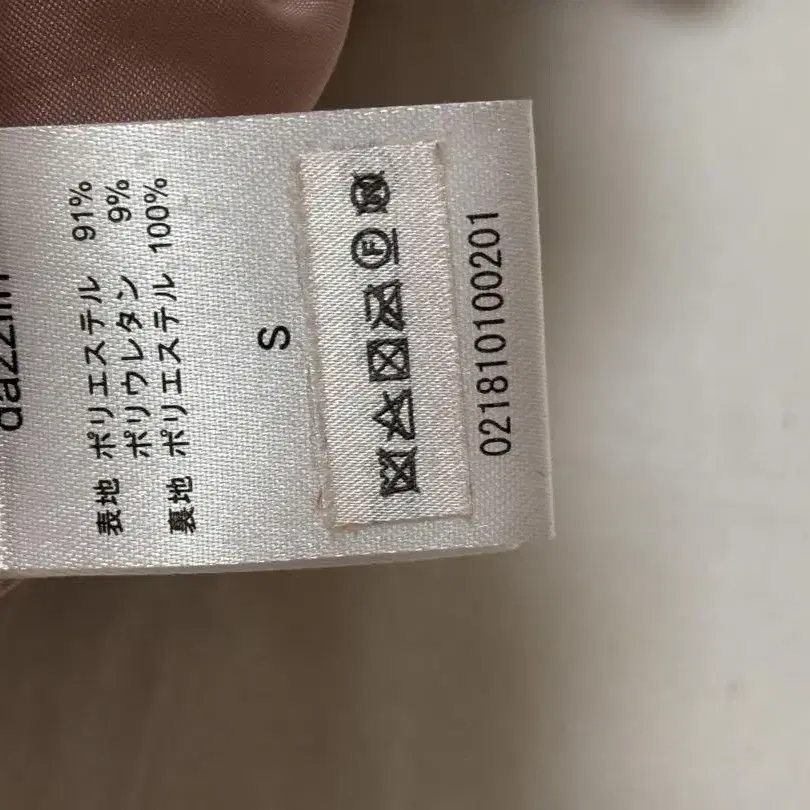 表地 ポリエステル 91%
ポリウレタン 9%
裏地 ポリエステル 100%
S
F
021810100201